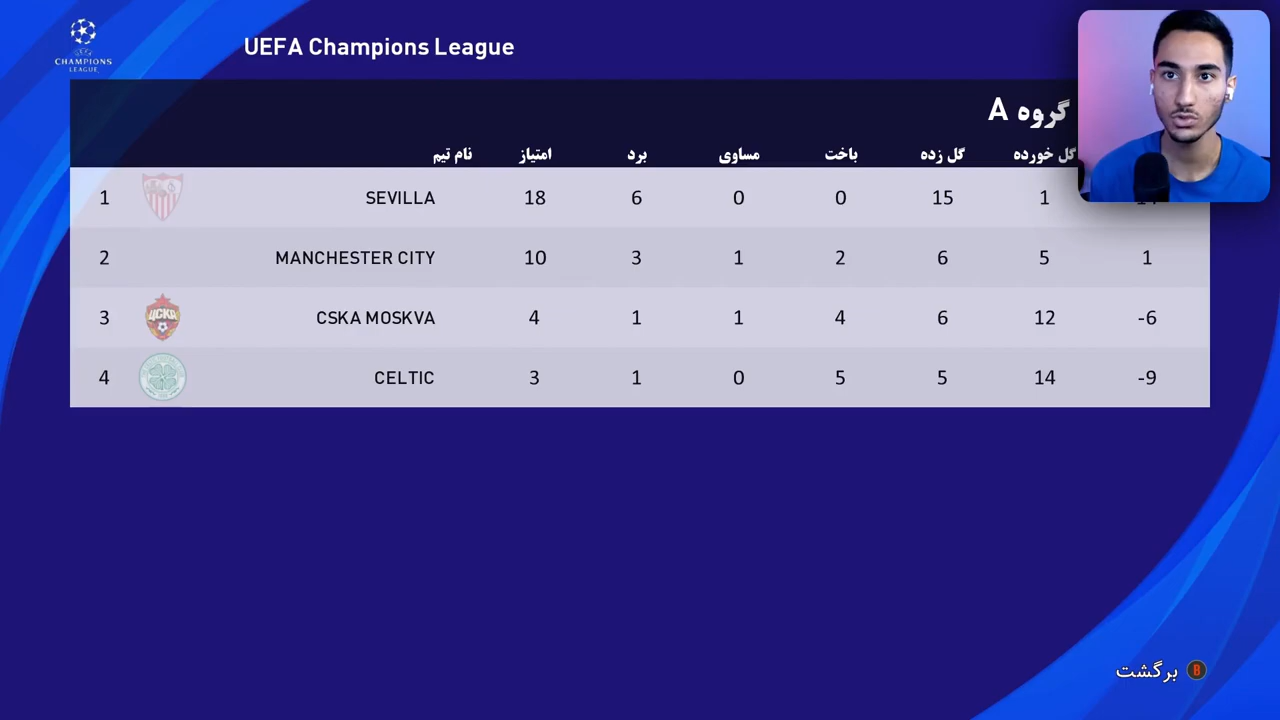 UEFA Champions League
CHAMPIONS
LEAGUE
گروه A
نام تیم امتیاز برد مساوی باخت گل زده گل خورده
1 SEVILLA 18 6 0 0 15 1
2 MANCHESTER CITY 10 3 1 2 6 5 1
3 CSKA MOSKVA 4 1 1 4 6 12 -6
4 CELTIC 3 1 0 5 5 14 -9
برگشت B